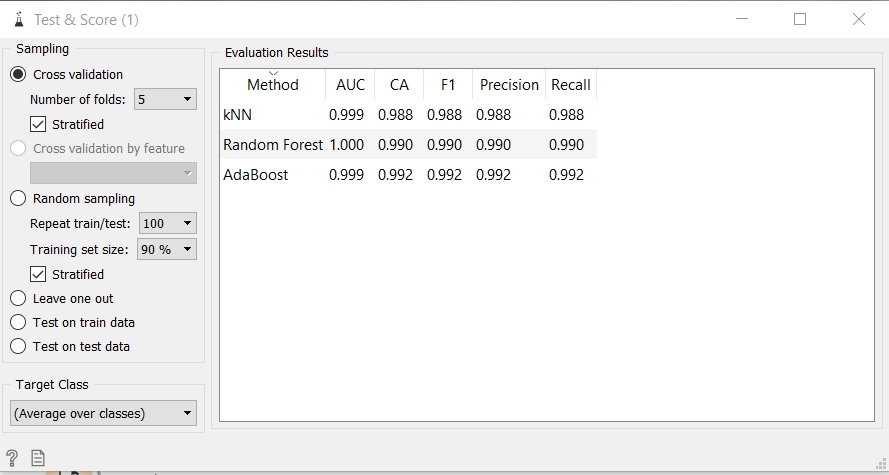 Test & Score (1)
Sampling
Cross validation
Number of folds: 5
Stratified
Cross validation by feature
Random sampling
Repeat train/test: 100
Training set size: 90 %
Stratified
Leave one out
Test on train data
Test on test data
Target Class
(Average over classes)
?
Evaluation Results
Method AUC CA F1 Precision Recall
kNN 0.999 0.988 0.988 0.988 0.988
Random Forest 1.000 0.990 0.990 0.990 0.990
AdaBoost 0.999 0.992 0.992 0.992 0.992